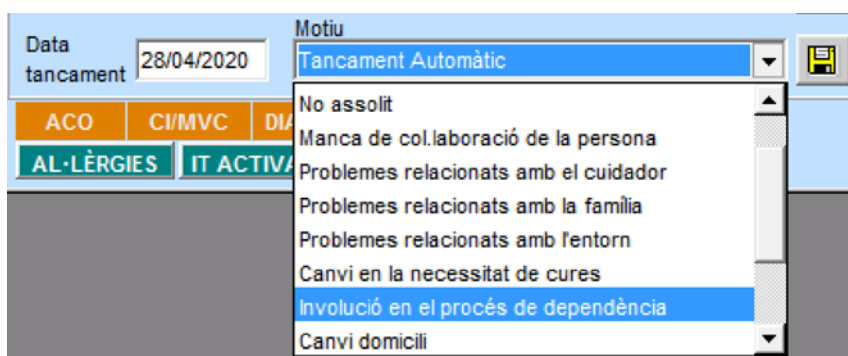 Motiu
Data
tancament
28/04/2020
Tancament Automàtic
No assolit
Manca de col.laboració de la persona
Problemes relacionats amb el cuidador
Problemes relacionats amb la família
Problemes relacionats amb l'entorn
Canvi en la necessitat de cures
Involució en el procés de dependència
Canvi domicili
ACO
CI/MVC
AL·LÈRGIES